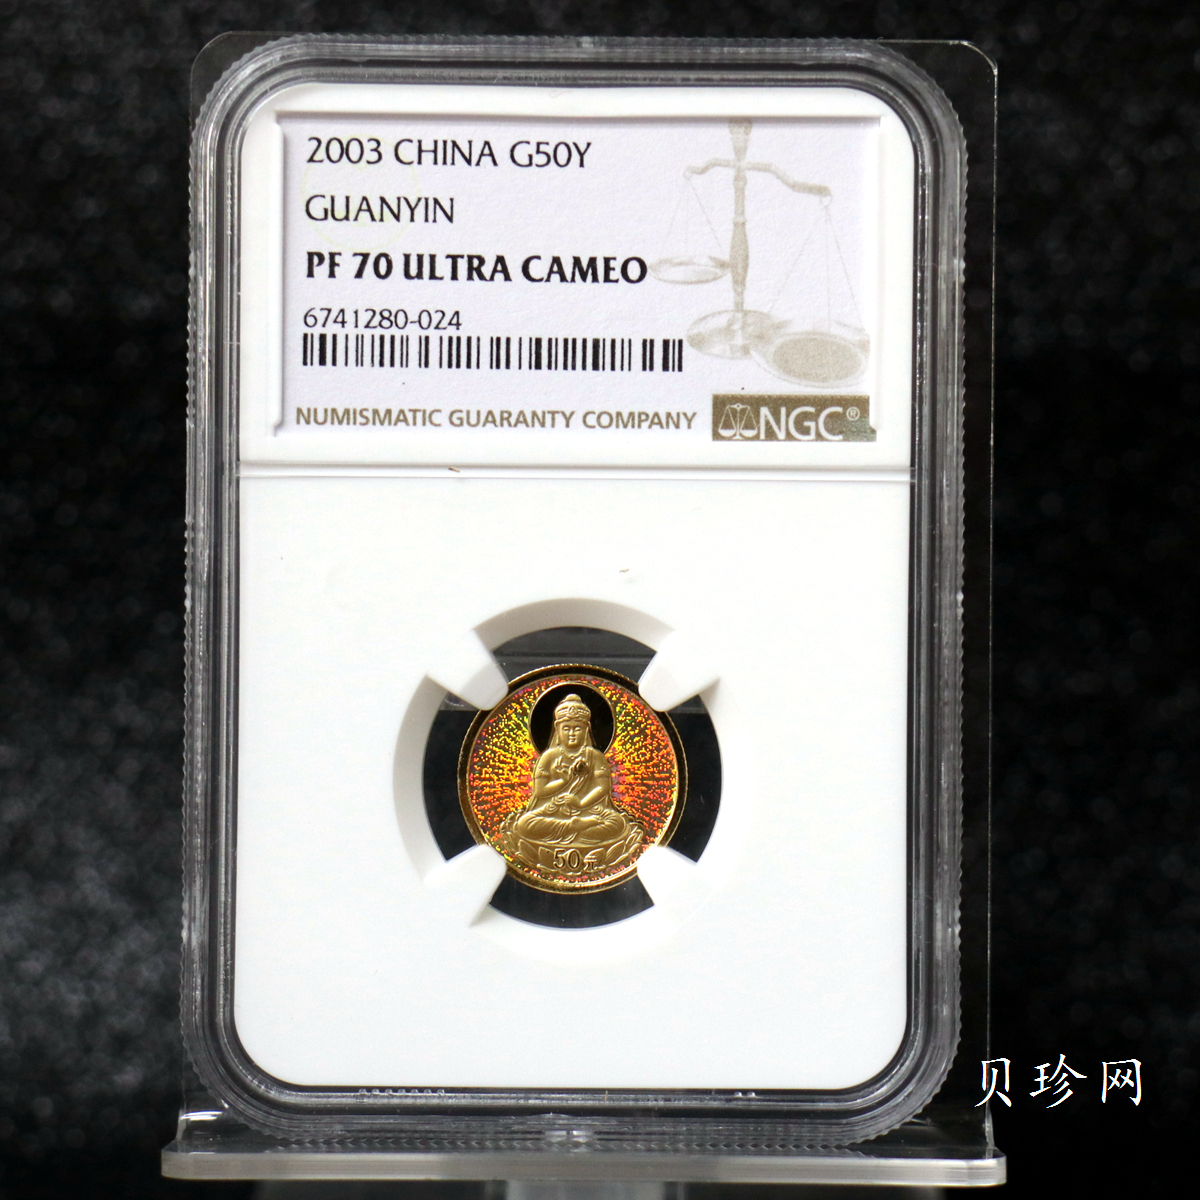 2003 CHINA G50Y
GUANYIN
PF 70 ULTRA CAMEO
6741280-024
NUMISMATIC GUARANTY COMPANY
NGC®
50元
贝珍网